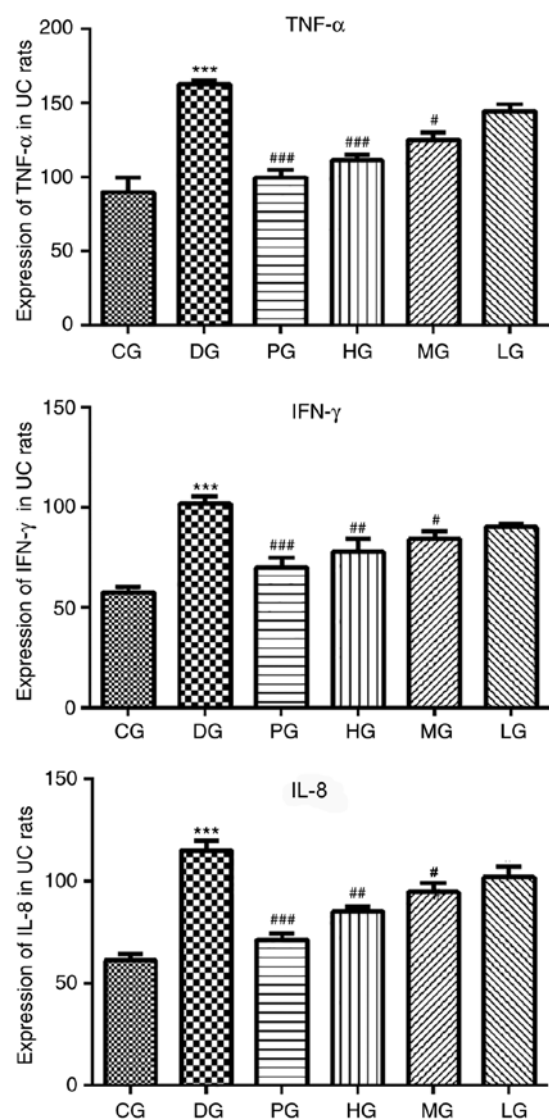 TNF-α
Expression of TNF-α in UC rats
200
150
100
50
0
***
###
###
#
CG DG PG HG MG LG
IFN-γ
Expression of IFN-γ in UC rats
150
100
50
0
***
###
##
#
CG DG PG HG MG LG
IL-8
Expression of IL-8 in UC rats
150
100
50
0
***
###
##
#
CG DG PG HG MG LG